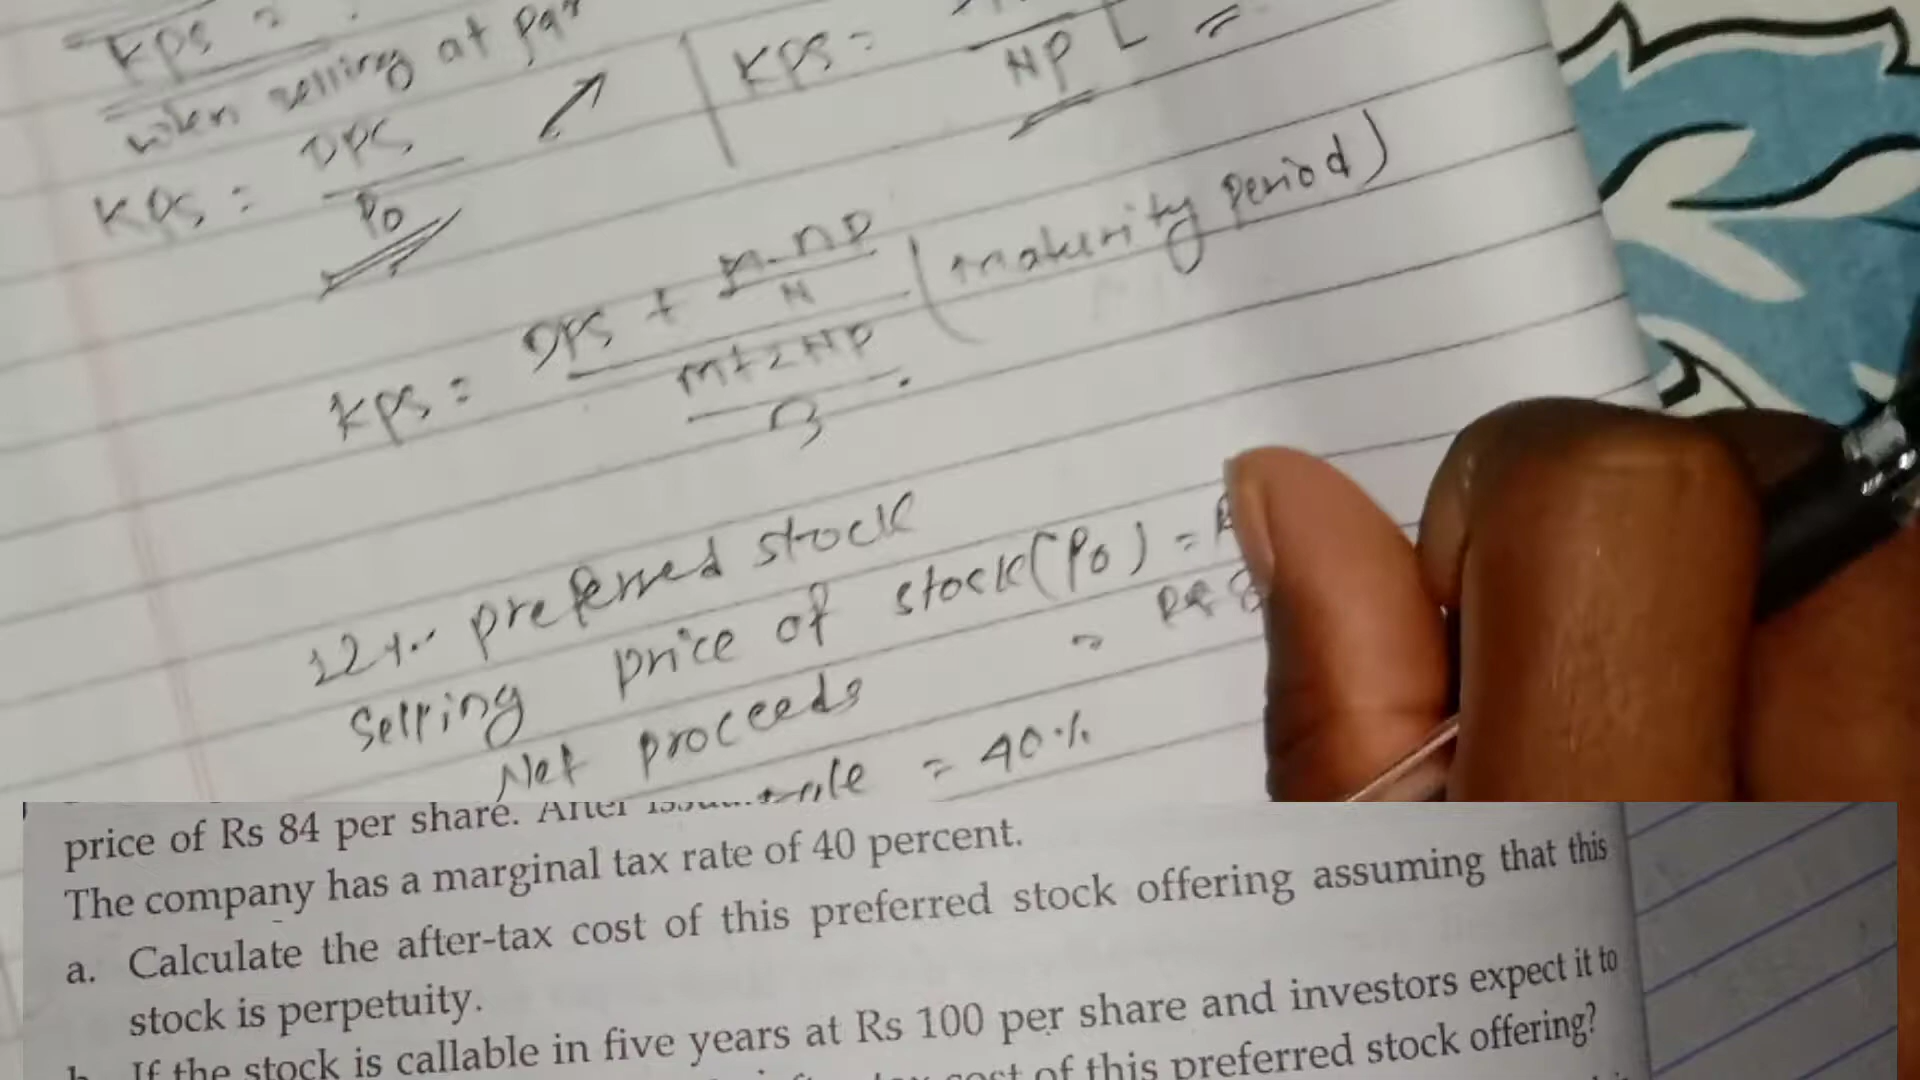 Kps =
when selling at par
Kps = DPS / P0
Kps = / NP
Kps = DPS + M-NP / N
M+2NP / 3
(maturity period)
12% preferred stock
Selling price of stock (P0) =
Net proceeds = RS
= 40%
price of Rs 84 per share. After
The company has a marginal tax rate of 40 percent.
a. Calculate the after-tax cost of this preferred stock offering assuming that this
stock is perpetuity.
If the stock is callable in five years at Rs 100 per share and investors expect it to
cost of this preferred stock offering?